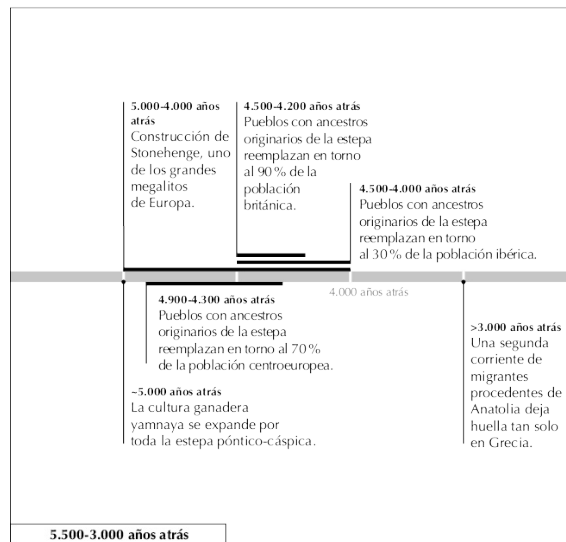 5.000-4.000 años
atrás
Construcción de
Stonehenge, uno
de los grandes
megalitos
de Europa.
4.500-4.200 años atrás
Pueblos con ancestros
originarios de la estepa
reemplazan en torno
al 90 % de la
población
británica.
4.500-4.000 años atrás
Pueblos con ancestros
originarios de la estepa
reemplazan en torno
al 30 % de la población ibérica.
4.000 años atrás
4.900-4.300 años atrás
Pueblos con ancestros
originarios de la estepa
reemplazan en torno al 70 %
de la población centroeuropea.
~5.000 años atrás
La cultura ganadera
yamnaya se expande por
toda la estepa póntico-cáspica.
>3.000 años atrás
Una segunda
corriente de
migrantes
procedentes de
Anatolia deja
huella tan solo
en Grecia.
5.500-3.000 años atrás